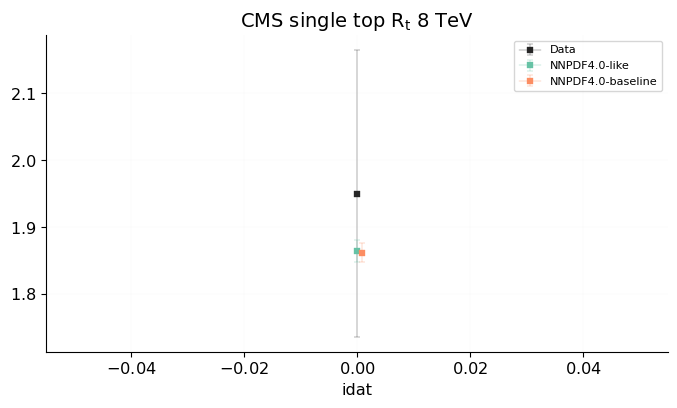 CMS single top Rt 8 TeV
Data
NNPDF4.0-like
NNPDF4.0-baseline
2.1
2.0
1.9
1.8
−0.04
−0.02
0.00
0.02
0.04
idat